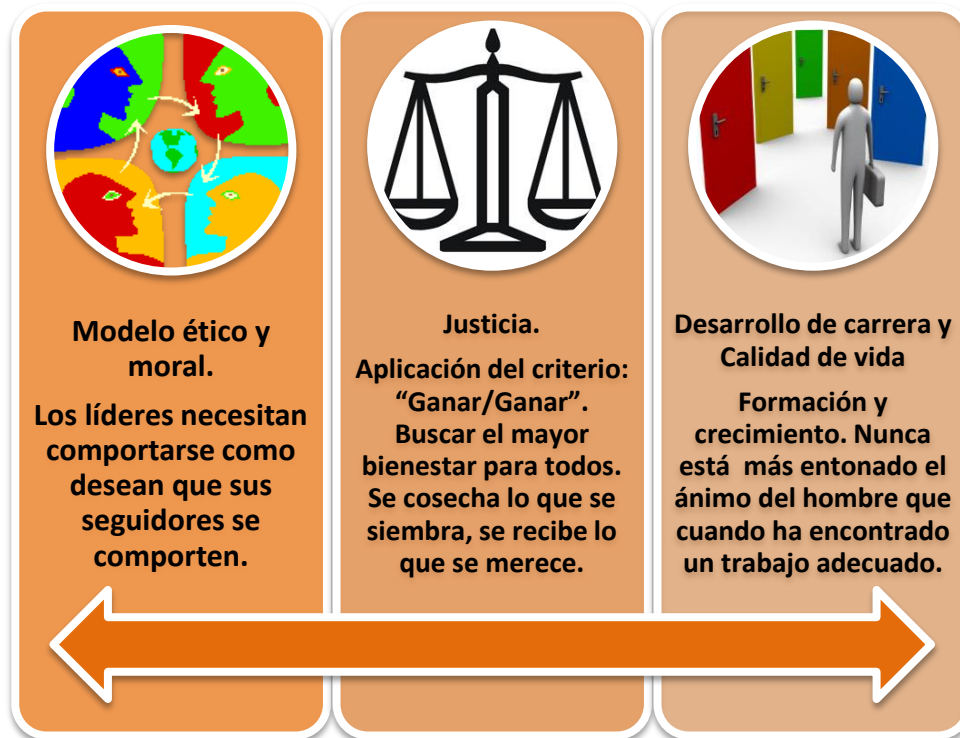 Modelo ético y
moral.
Los líderes necesitan
comportarse como
desean que sus
seguidores se
comporten.
Justicia.
Aplicación del criterio:
“Ganar/Ganar”.
Buscar el mayor
bienestar para todos.
Se cosecha lo que se
siembra, se recibe lo
que se merece.
Desarrollo de carrera y
Calidad de vida
Formación y
crecimiento. Nunca
está  más entonado el
ánimo del hombre que
cuando ha encontrado
un trabajo adecuado.